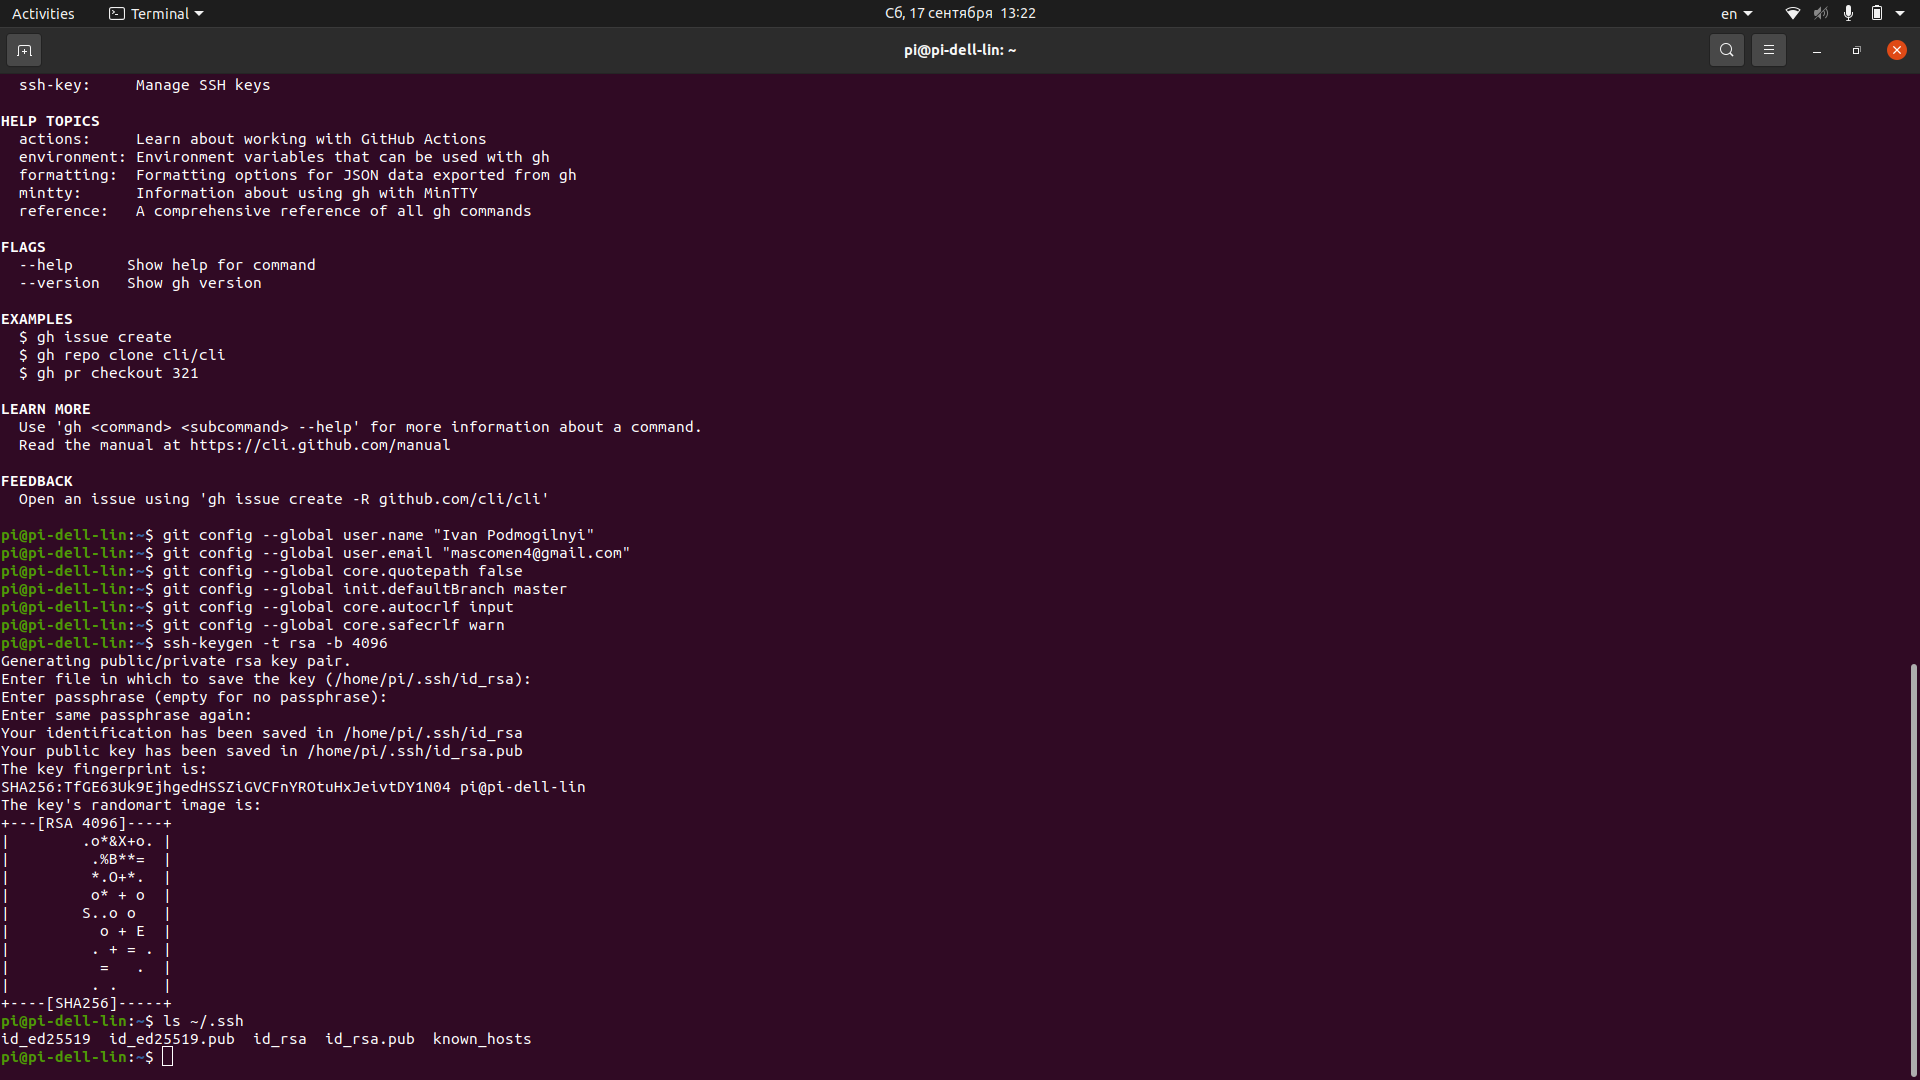 Activities Terminal Сб, 17 сентября 13:22 en
pi@pi-dell-lin: ~
  ssh-key:     Manage SSH keys

HELP TOPICS
  actions:     Learn about working with GitHub Actions
  environment: Environment variables that can be used with gh
  formatting:  Formatting options for JSON data exported from gh
  mintty:      Information about using gh with MinTTY
  reference:   A comprehensive reference of all gh commands

FLAGS
  --help      Show help for command
  --version   Show gh version

EXAMPLES
  $ gh issue create
  $ gh repo clone cli/cli
  $ gh pr checkout 321

LEARN MORE
  Use 'gh <command> <subcommand> --help' for more information about a command.
  Read the manual at https://cli.github.com/manual

FEEDBACK
  Open an issue using 'gh issue create -R github.com/cli/cli'

pi@pi-dell-lin:~$ git config --global user.name "Ivan Podmogilnyi"
pi@pi-dell-lin:~$ git config --global user.email "mascomen4@gmail.com"
pi@pi-dell-lin:~$ git config --global core.quotepath false
pi@pi-dell-lin:~$ git config --global init.defaultBranch master
pi@pi-dell-lin:~$ git config --global core.autocrlf input
pi@pi-dell-lin:~$ git config --global core.safecrlf warn
pi@pi-dell-lin:~$ ssh-keygen -t rsa -b 4096
Generating public/private rsa key pair.
Enter file in which to save the key (/home/pi/.ssh/id_rsa):
Enter passphrase (empty for no passphrase):
Enter same passphrase again:
Your identification has been saved in /home/pi/.ssh/id_rsa
Your public key has been saved in /home/pi/.ssh/id_rsa.pub
The key fingerprint is:
SHA256:TfGE63Uk9EjhgedHSSZiGVCFnYROtuHxJeivtDY1N04 pi@pi-dell-lin
The key's randomart image is:
+---[RSA 4096]----+
|        .o*&X+o. |
|         .%B**=  |
|         *.O+*.  |
|         o* + o  |
|        S..o o   |
|          o + E  |
|         . + = . |
|          =   .  |
|         . .     |
+----[SHA256]-----+
pi@pi-dell-lin:~$ ls ~/.ssh
id_ed25519  id_ed25519.pub  id_rsa  id_rsa.pub  known_hosts
pi@pi-dell-lin:~$